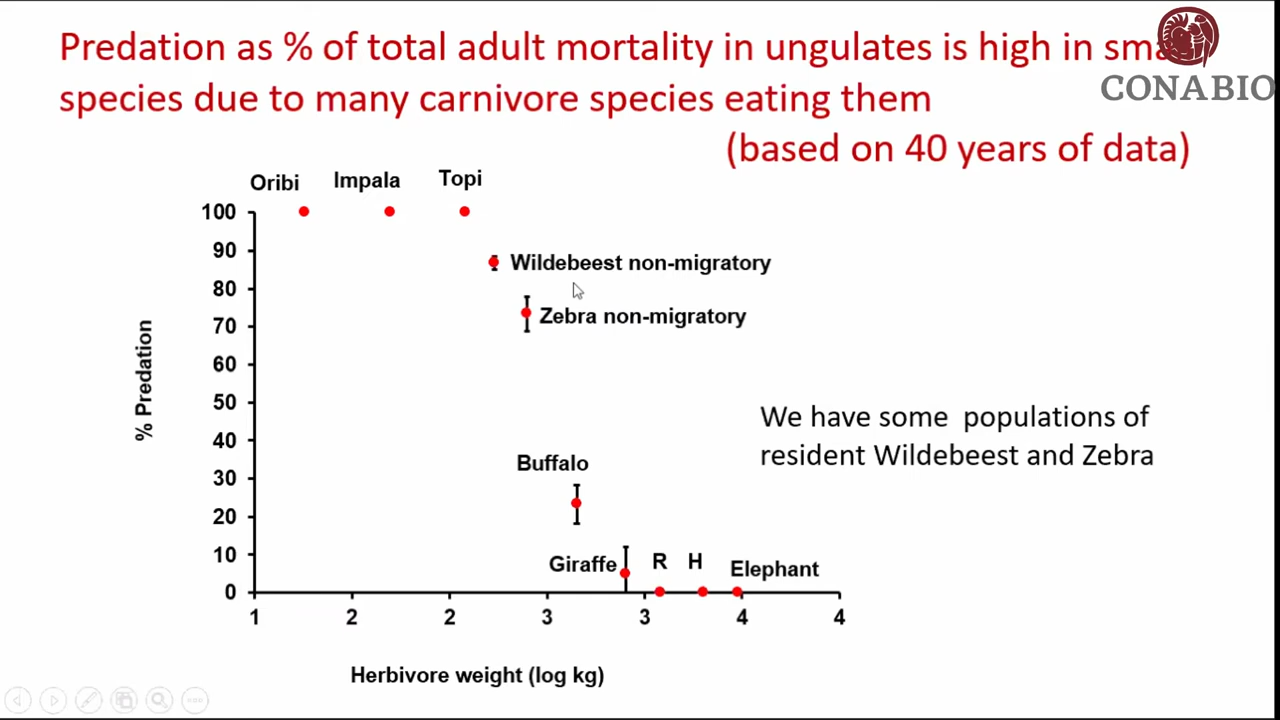 Predation as % of total adult mortality in ungulates is high in
species due to many carnivore species eating them
(based on 40 years of data)
CONABIO
Oribi Impala Topi
100
90
80
70
60
50
40
30
20
10
0
% Predation
Wildebeest non-migratory
Zebra non-migratory
Buffalo
Giraffe R H Elephant
We have some populations of
resident Wildebeest and Zebra
1 2 2 3 3 4 4
Herbivore weight (log kg)